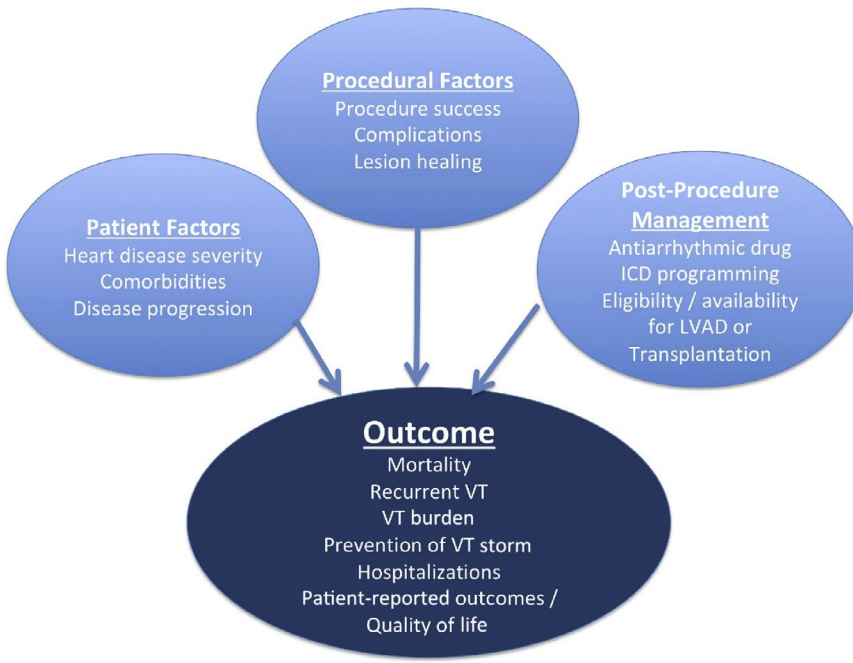 Procedural Factors
Procedure success
Complications
Lesion healing
Patient Factors
Heart disease severity
Comorbidities
Disease progression
Post-Procedure
Management
Antiarrhythmic drug
ICD programming
Eligibility / availability
for LVAD or
Transplantation
Outcome
Mortality
Recurrent VT
VT burden
Prevention of VT storm
Hospitalizations
Patient-reported outcomes /
Quality of life